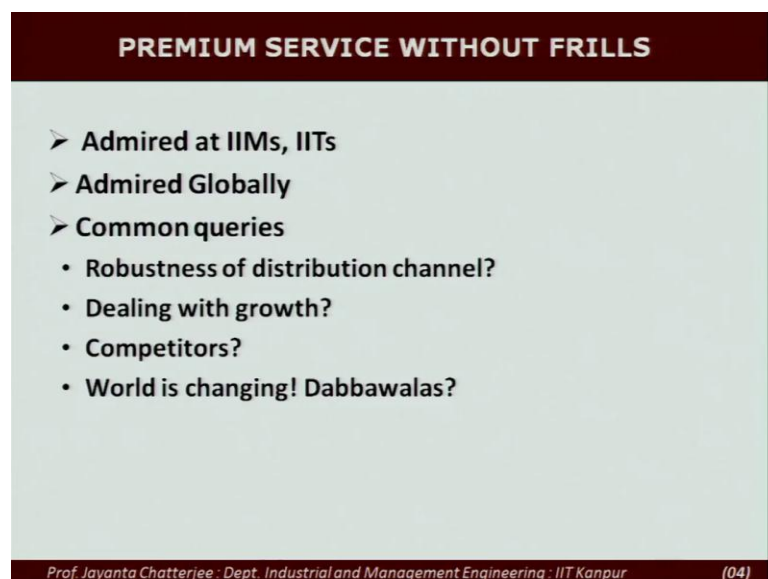 PREMIUM SERVICE WITHOUT FRILLS
➢ Admired at IIMs, IITs
➢ Admired Globally
➢ Common queries
• Robustness of distribution channel?
• Dealing with growth?
• Competitors?
• World is changing! Dabbawalas?
Prof. Jayanta Chatterjee : Dept. Industrial and Management Engineering : IIT Kanpur (04)